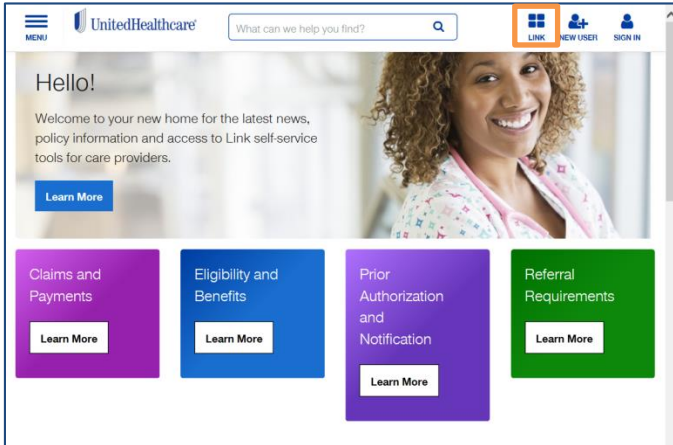 MENU
UnitedHealthcare
What can we help you find?
LINK
NEW USER
SIGN IN
Hello!
Welcome to your new home for the latest news,
policy information and access to Link self-service
tools for care providers.
Learn More
Claims and
Payments
Learn More
Eligibility and
Benefits
Learn More
Prior
Authorization
and
Notification
Learn More
Referral
Requirements
Learn More